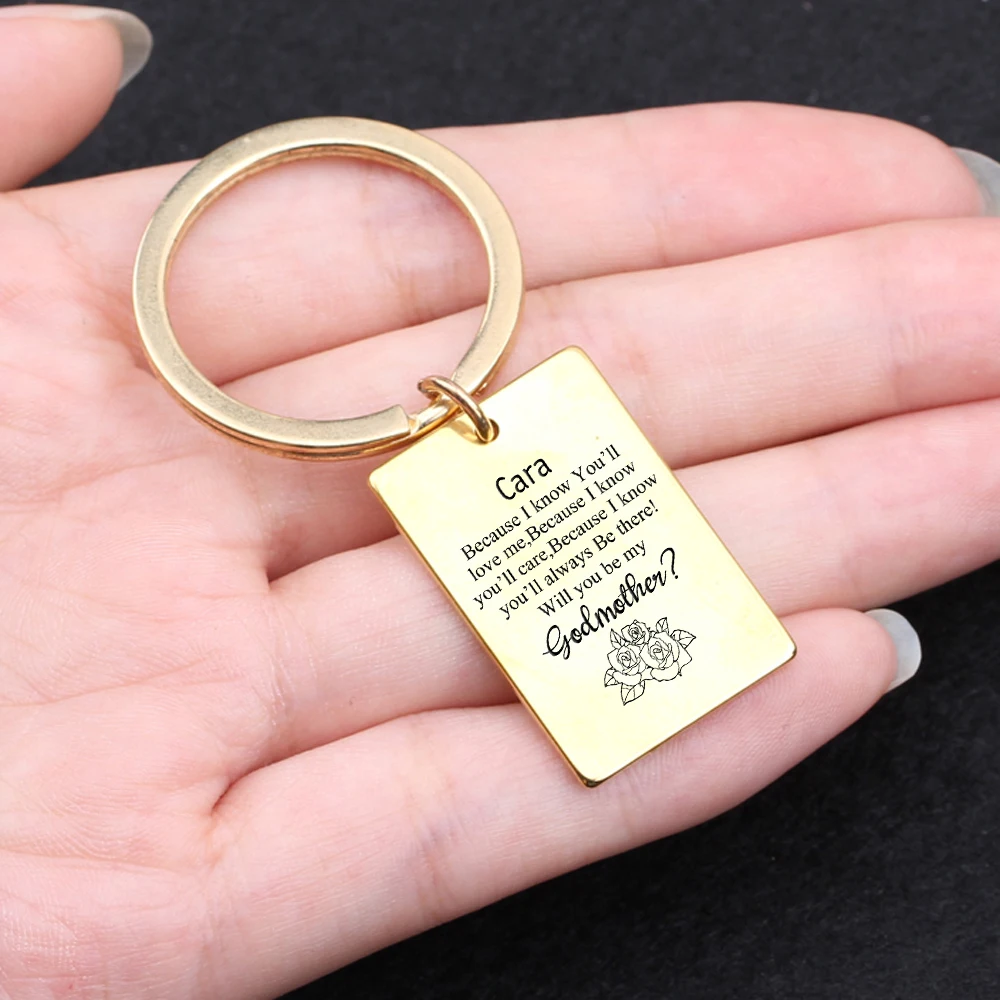 Cara
Because I know You'll
love me,Because I know
you'll care,Because I know
you'll always Be there!
Will you be my
Godmother?